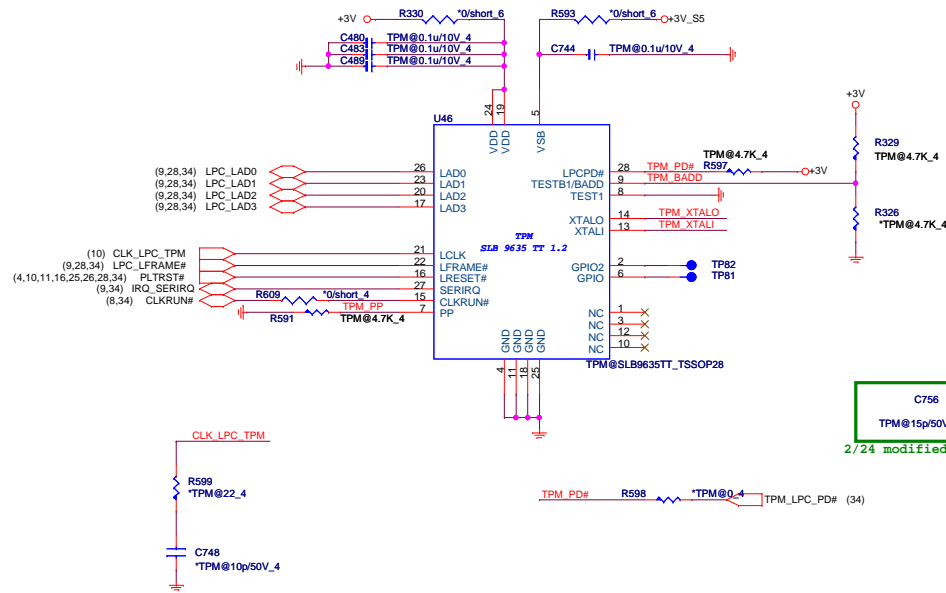 +3V R330 *0/short_6
R593 *0/short_6 +3V_S5
C480 TPM@0.1u/10V_4
C483 TPM@0.1u/10V_4
C489 TPM@0.1u/10V_4
C744 TPM@0.1u/10V_4
+3V
24 19 5
U46
VDD VDD VSB
R329
TPM@4.7K_4
TPM@4.7K_4
R597
+3V
(9,28,34) LPC_LAD0 26 LAD0
(9,28,34) LPC_LAD1 23 LAD1
(9,28,34) LPC_LAD2 20 LAD2
(9,28,34) LPC_LAD3 17 LAD3
LPCPD# 28 TPM_PD#
TESTB1/BADD 9 TPM_BADD
TEST1 8
XTALO 14 TPM_XTALO
XTALI 13 TPM_XTALI
R326
*TPM@4.7K_4
TPM
SLB 9635 TT 1.2
(10) CLK_LPC_TPM 21 LCLK
(9,28,34) LPC_LFRAME# 22 LFRAME#
(4,10,11,16,25,26,28,34) PLTRST# 16 LRESET#
(9,34) IRQ_SERIRQ 27 SERIRQ
(8,34) CLKRUN# R609 *0/short_4 15 CLKRUN#
R591 TPM_PP TPM@4.7K_4 7 PP
GPIO2 2 TP82
GPIO 6 TP81
NC 1
NC 3
NC 12
NC 10
GND GND GND GND
4 11 18 25
TPM@SLB9635TT_TSSOP28
C756
TPM@15p/50V
2/24 modified
CLK_LPC_TPM
R599
*TPM@22_4
C748
*TPM@10p/50V_4
TPM_PD# R598 *TPM@0_4 TPM_LPC_PD# (34)